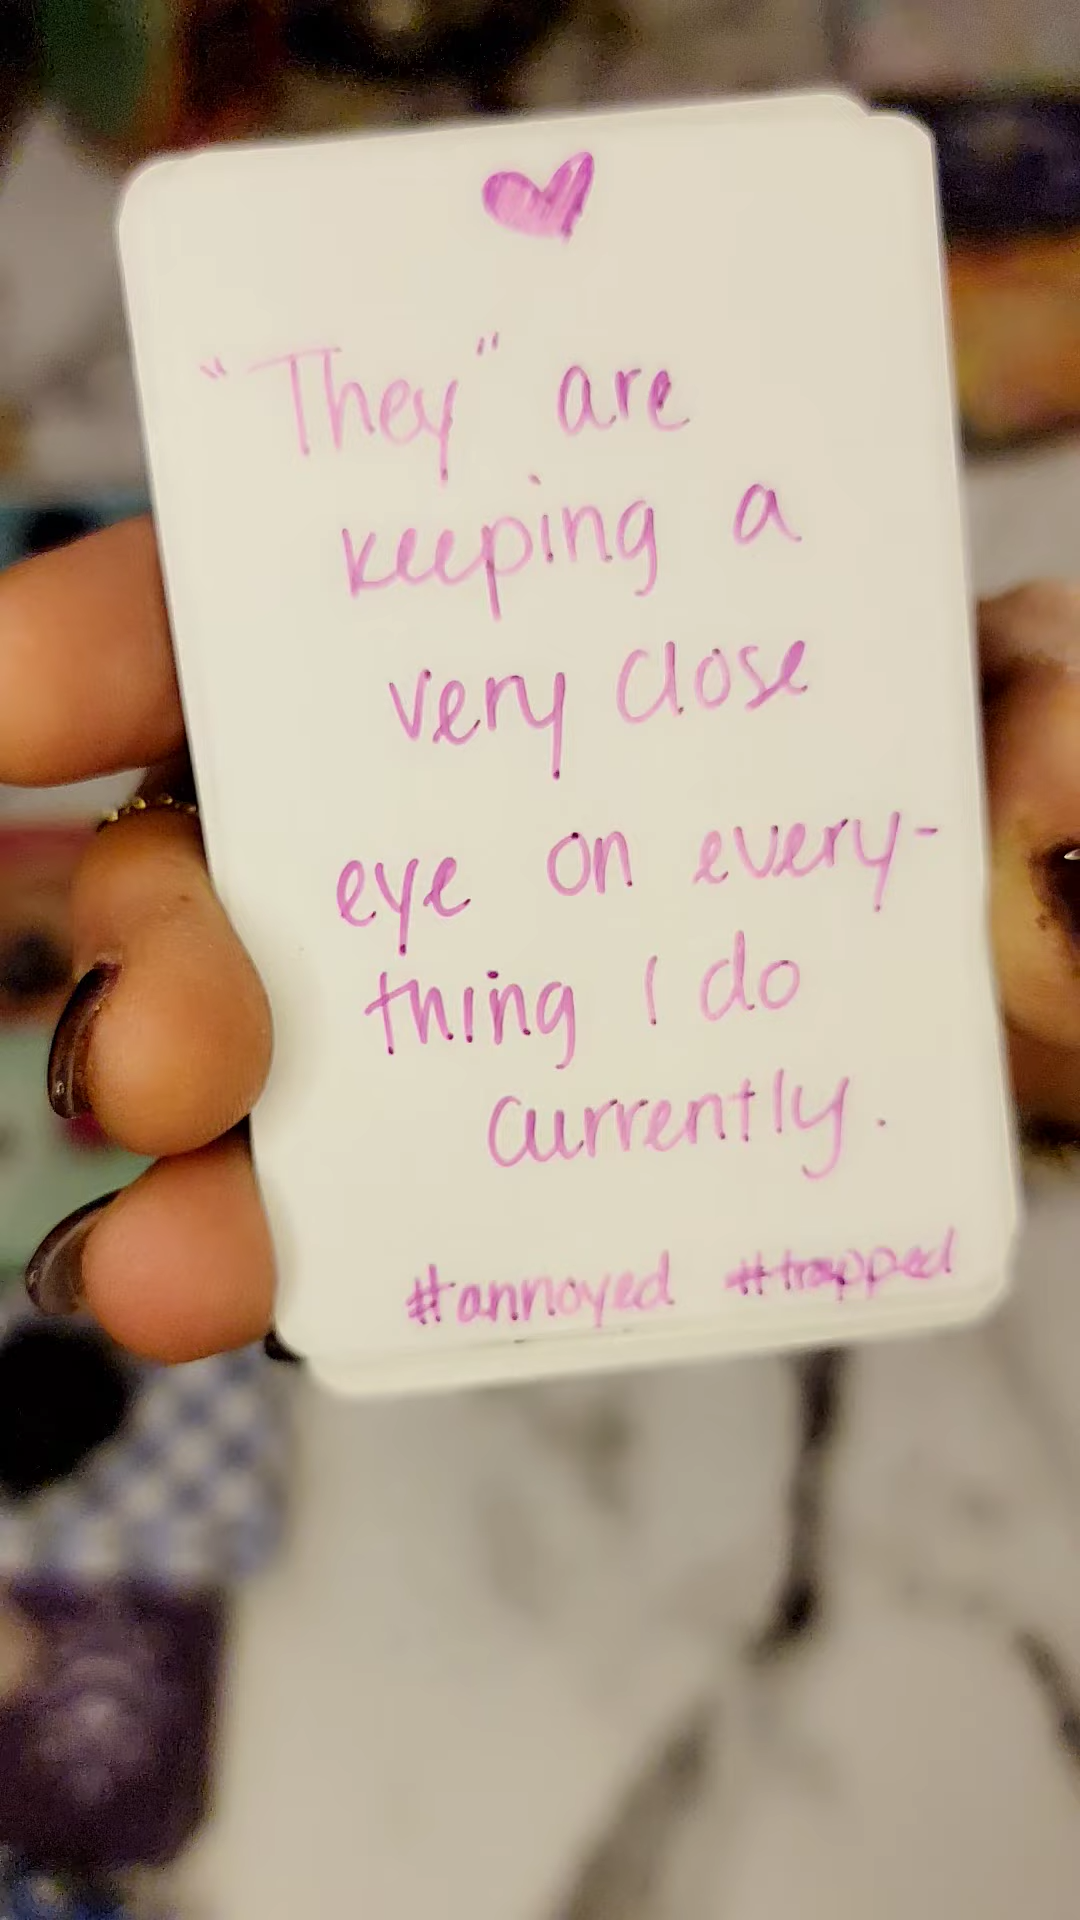 "They" are
keeping a
very close
eye on every-
thing I do
currently.
#annoyed #trapped